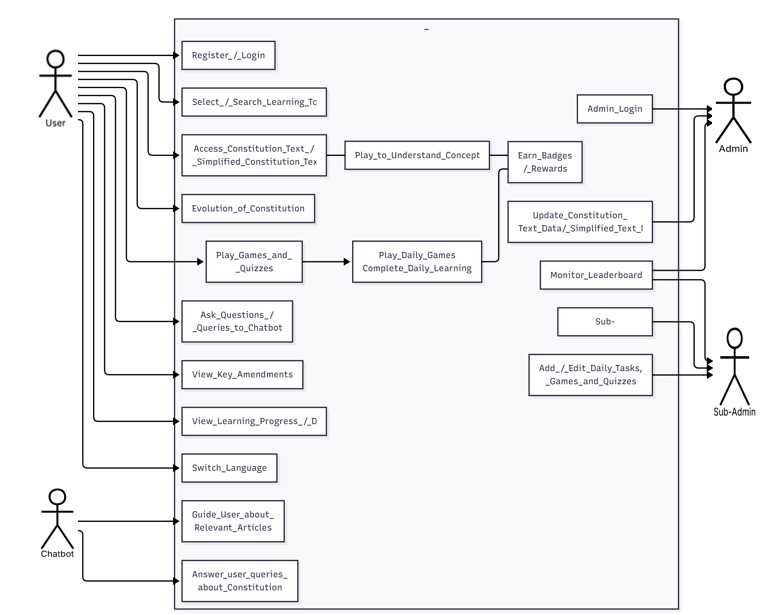 _
Register_/_Login
User
Select_/_Search_Learning_To
Admin_Login
Admin
Access_Constitution_Text_/
_Simplified_Constitution_Tex
Play_to_Understand_Concept
Earn_Badges
/_Rewards
Evolution_of_Constitution
Update_Constitution_
Text_Data/_Simplified_Text_
Play_Games_and_
_Quizzes
Play_Daily_Games
Complete_Daily_Learning
Monitor_Leaderboard
Ask_Questions_/
_Queries_to_Chatbot
Sub-
View_Key_Amendments
Add_/_Edit_Daily_Tasks,
_Games_and_Quizzes
Sub-Admin
View_Learning_Progress_/_D
Switch_Language
Guide_User_about_
Relevant_Articles
Chatbot
Answer_user_queries_
about_Constitution